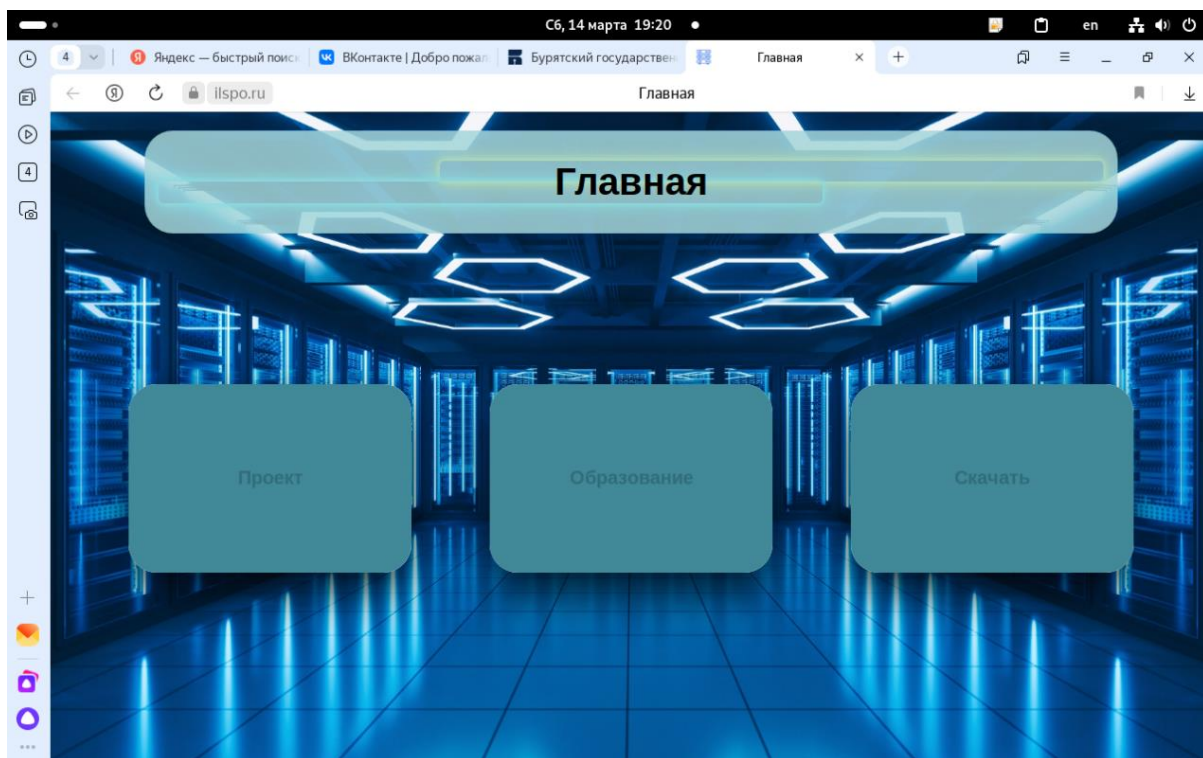 Сб, 14 марта 19:20
en
4
Яндекс — быстрый поиск
ВКонтакте | Добро пожал
Бурятский государствен
Главная
ilspo.ru
Главная
4
Главная
Проект
Образование
Скачать